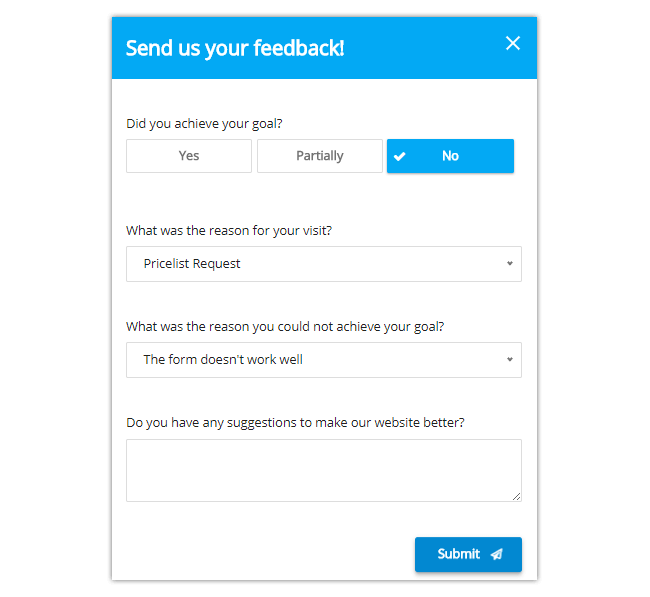 Send us your feedback!
Did you achieve your goal?
Yes Partially No
What was the reason for your visit?
Pricelist Request
What was the reason you could not achieve your goal?
The form doesn't work well
Do you have any suggestions to make our website better?
Submit